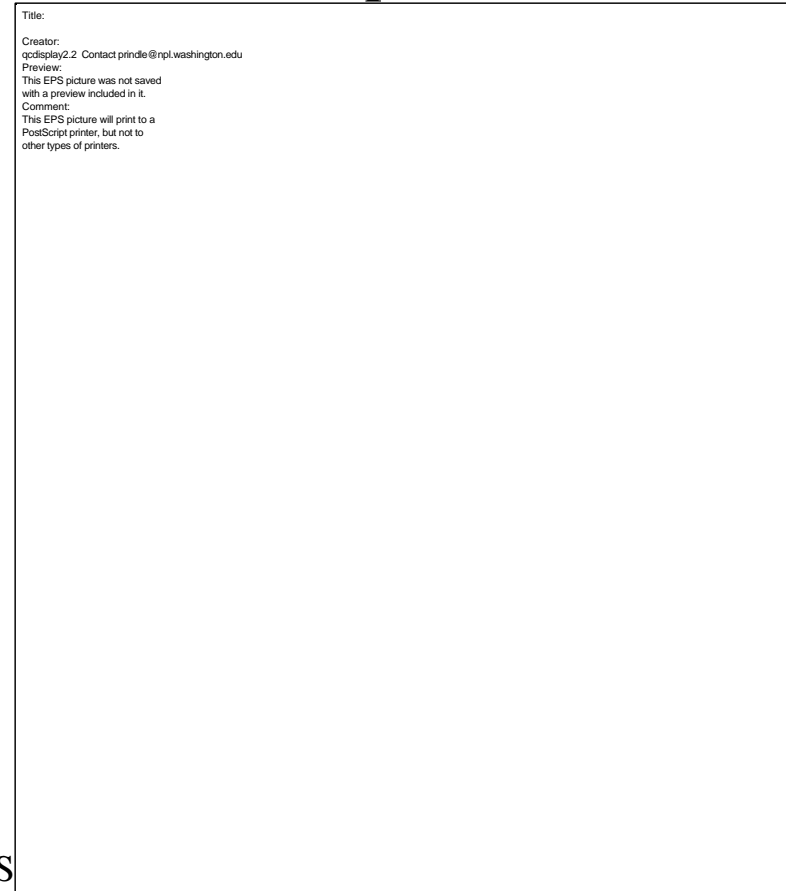 Title:
Creator:
qcdisplay2.2 Contact prindle@npl.washington.edu
Preview:
This EPS picture was not saved
with a preview included in it.
Comment:
This EPS picture will print to a
PostScript printer, but not to
other types of printers.
s